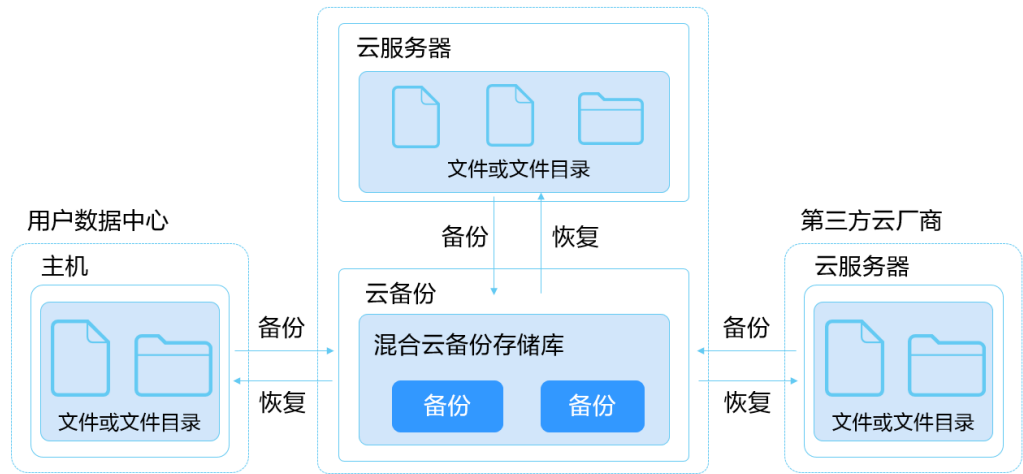 云服务器
文件或文件目录
备份
恢复
用户数据中心
主机
文件或文件目录
备份
恢复
云备份
混合云备份存储库
备份
备份
第三方云厂商
云服务器
文件或文件目录
备份
恢复